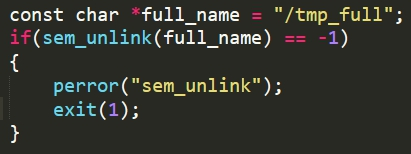 const char *full_name = "/tmp_full";
if(sem_unlink(full_name) == -1)
{
    perror("sem_unlink");
    exit(1);
}